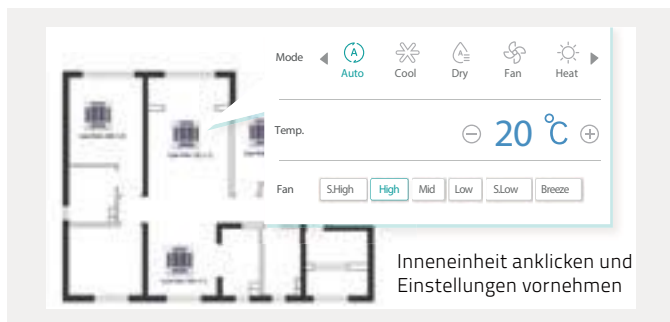 Mode
Auto Cool Dry Fan Heat
Temp. 20 °C
Fan S.High High Mid Low S.Low Breeze
Inneneinheit anklicken und
Einstellungen vornehmen